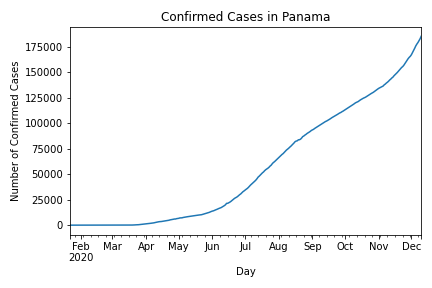 Confirmed Cases in Panama
Number of Confirmed Cases
175000
150000
125000
100000
75000
50000
25000
0
Feb Mar Apr May Jun Jul Aug Sep Oct Nov Dec
2020
Day